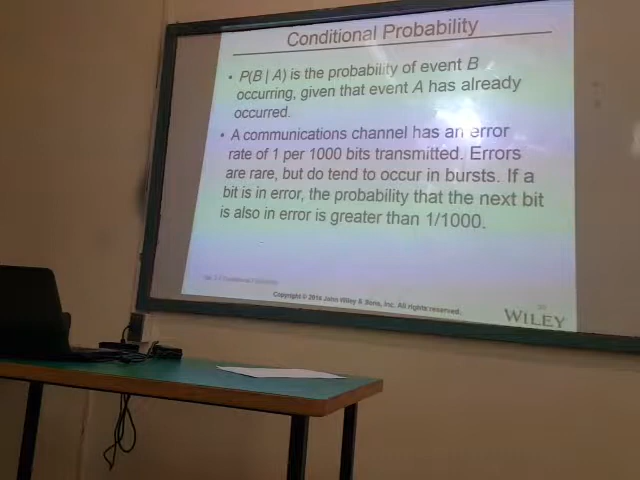 Conditional Probability
• P(B | A) is the probability of event B
occurring, given that event A has already
occurred.
• A communications channel has an error
rate of 1 per 1000 bits transmitted. Errors
are rare, but do tend to occur in bursts. If a
bit is in error, the probability that the next bit
is also in error is greater than 1/1000.
Copyright © 2014 John Wiley & Sons, Inc. All rights reserved.
WILEY